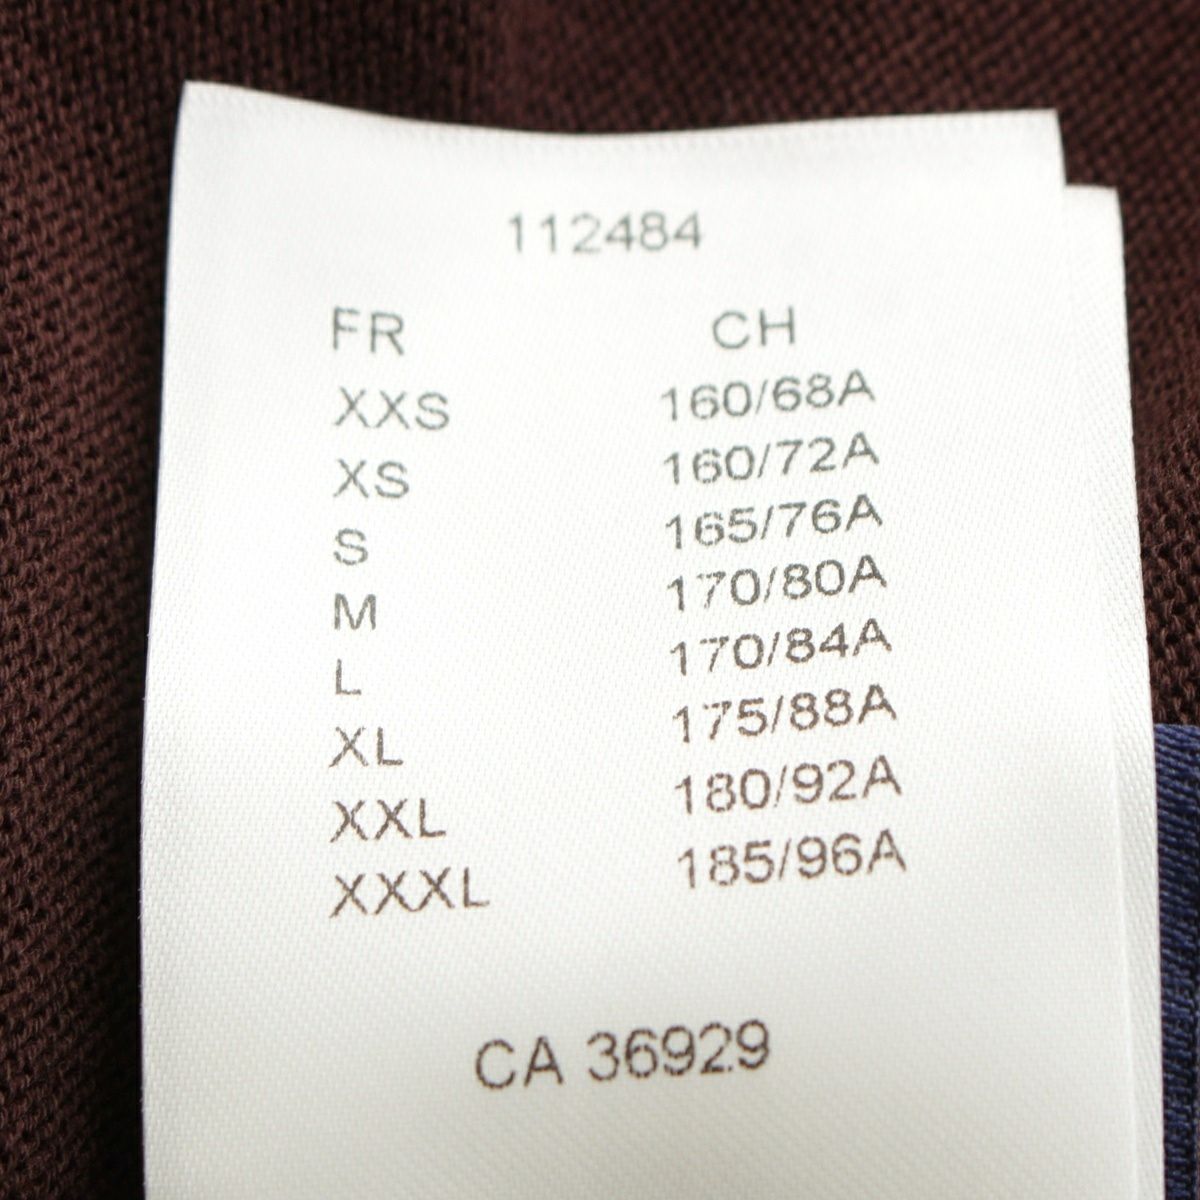 112484
FR CH
XXS 160/68A
XS 160/72A
S 165/76A
M 170/80A
L 170/84A
XL 175/88A
XXL 180/92A
XXXL 185/96A
CA 36929